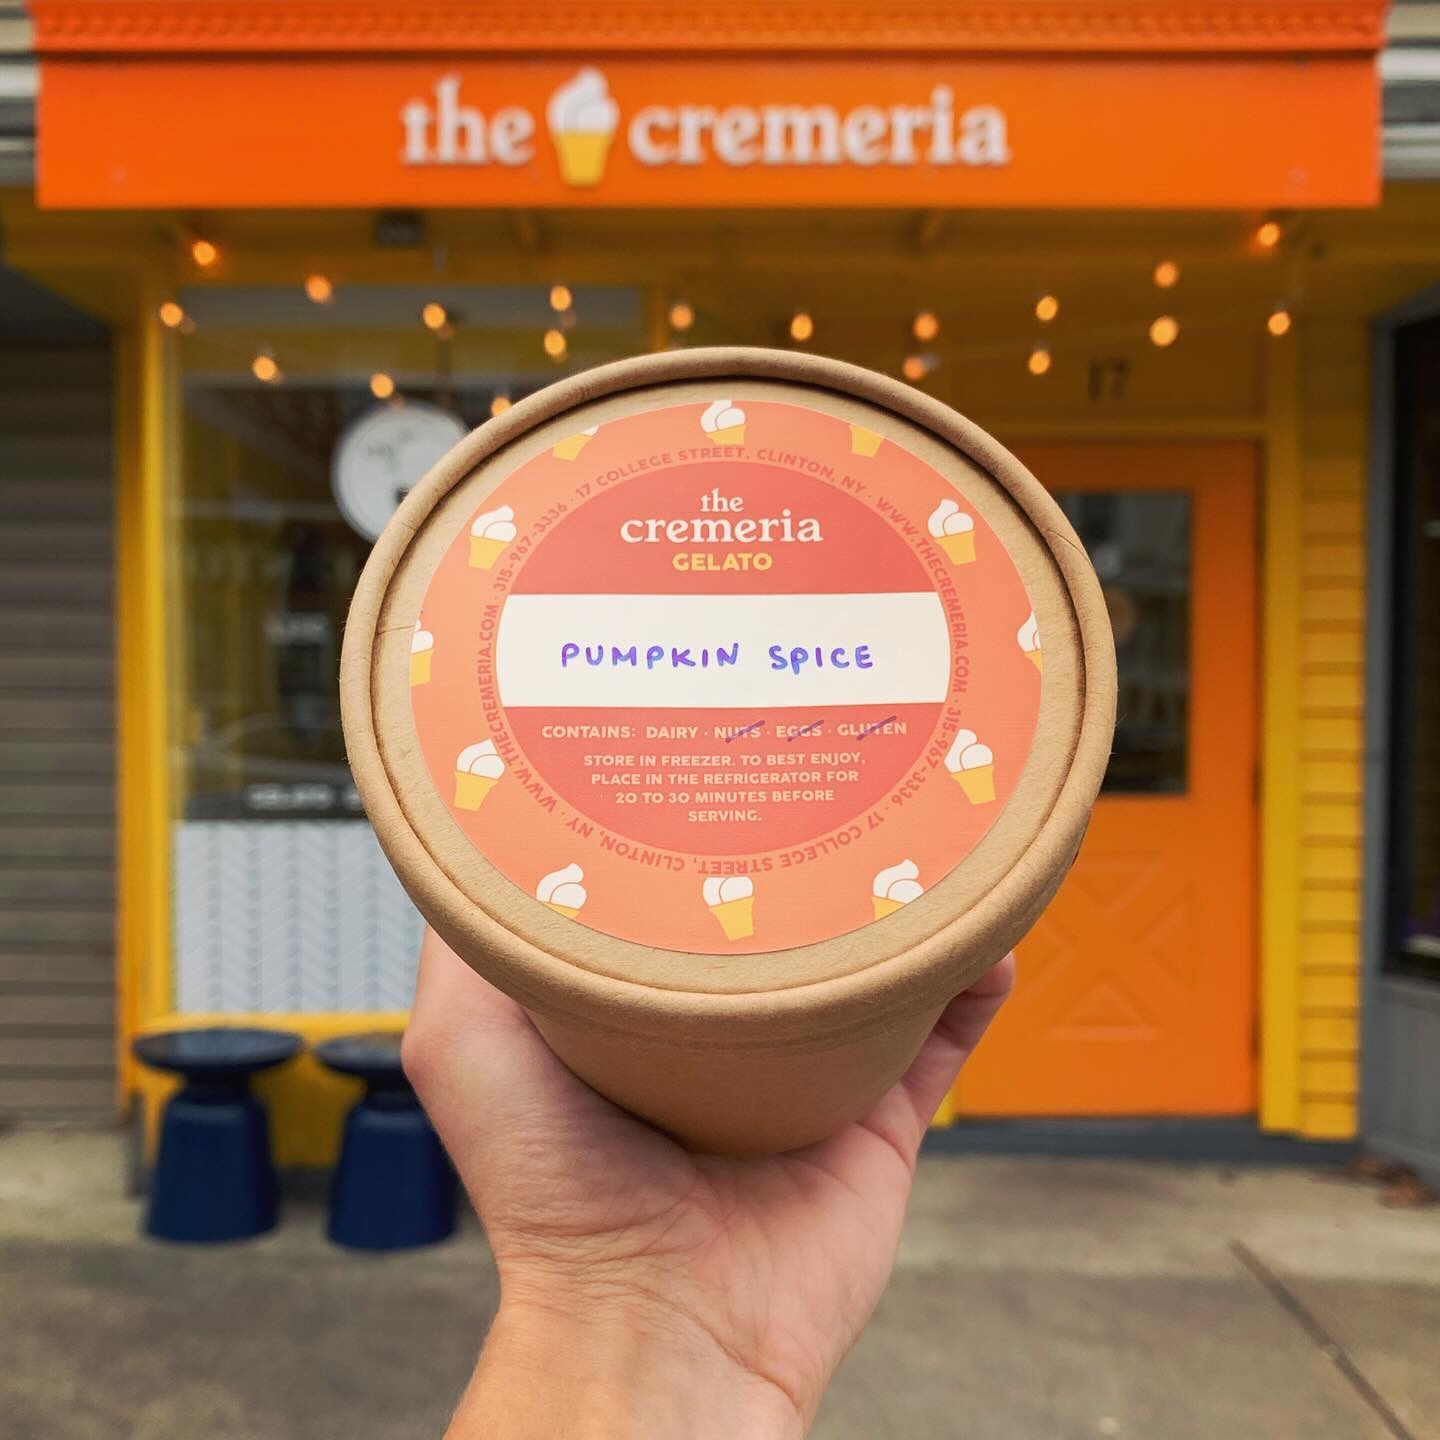 the cremeria
17
17 COLLEGE STREET, CLINTON, NY · WWW.THECREMERIA.COM · 315-967-3336 · 17 COLLEGE STREET, CLINTON, NY · WWW.THECREMERIA.COM · 315-967-3336 ·
the
cremeria
GELATO
PUMPKIN SPICE
CONTAINS: DAIRY · NUTS · EGGS · GLUTEN
STORE IN FREEZER. TO BEST ENJOY,
PLACE IN THE REFRIGERATOR FOR
20 TO 30 MINUTES BEFORE
SERVING.
GELATO